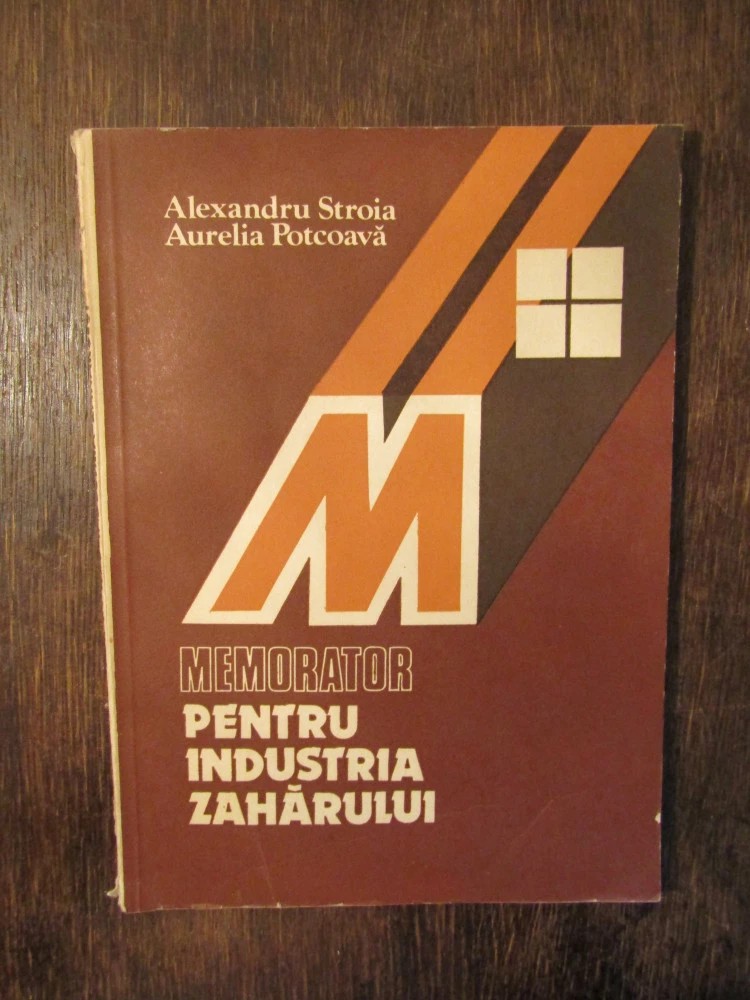 Alexandru Stroia
Aurelia Potcoavă
M
MEMORATOR
PENTRU
INDUSTRIA
ZAHĂRULUI